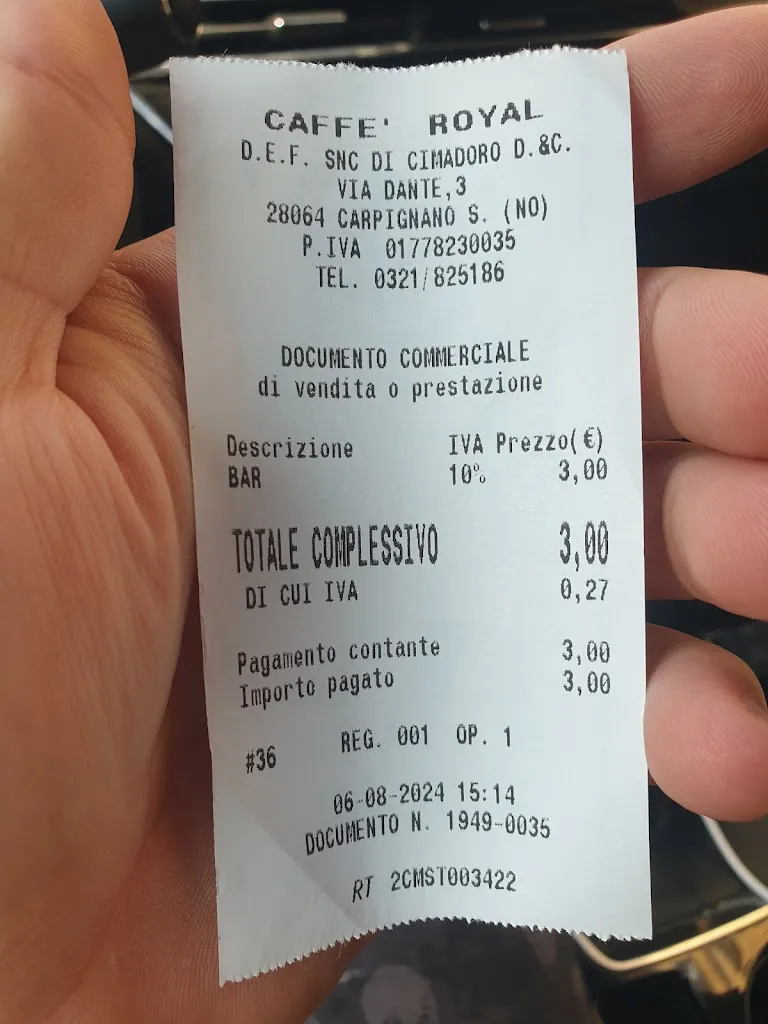 CAFFE' ROYAL
D.E.F. SNC DI CIMADORO D.&C.
VIA DANTE,3
28064 CARPIGNANO S. (NO)
P.IVA 01778230035
TEL. 0321/825186
DOCUMENTO COMMERCIALE
di vendita o prestazione
Descrizione IVA Prezzo(€)
BAR 10% 3,00
TOTALE COMPLESSIVO 3,00
DI CUI IVA 0,27
Pagamento contante 3,00
Importo pagato 3,00
#36 REG. 001 OP. 1
06-08-2024 15:14
DOCUMENTO N. 1949-0035
RT 2CMST003422